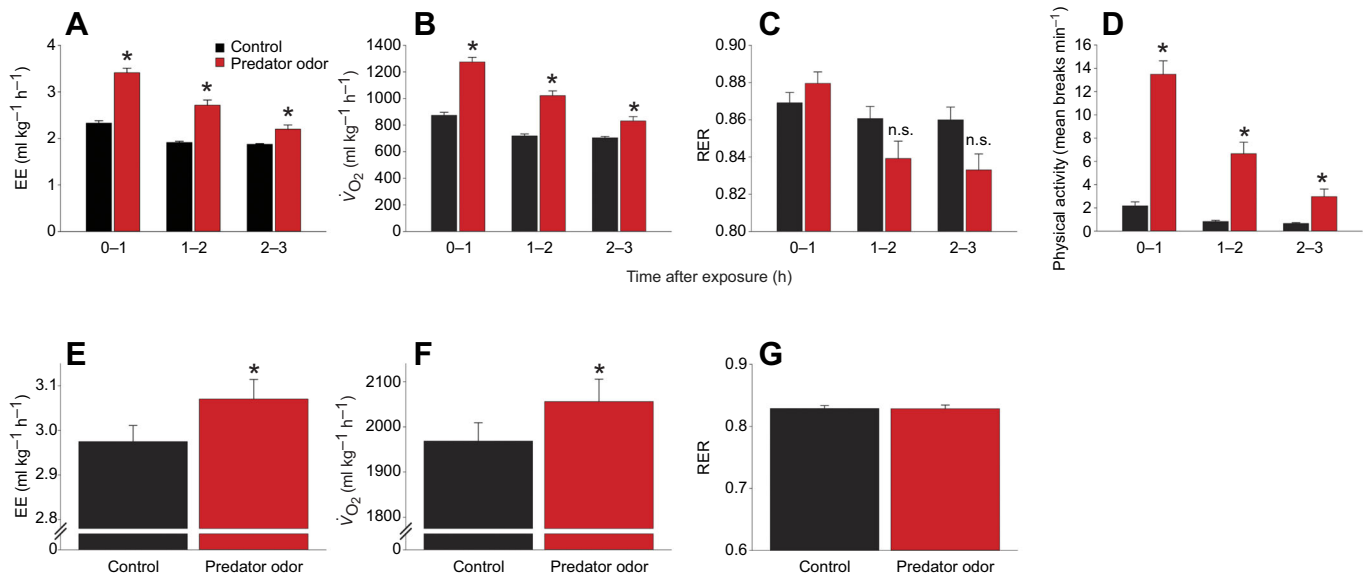 A
EE (ml kg⁻¹ h⁻¹)
4
3
2
1
0
Control
Predator odor
*
*
*
0–1
1–2
2–3
B
V̇O₂ (ml kg⁻¹ h⁻¹)
1400
1200
1000
800
600
400
200
0
*
*
*
0–1
1–2
2–3
C
RER
0.90
0.88
0.86
0.84
0.82
0.80
n.s.
n.s.
0–1
1–2
2–3
D
Physical activity (mean breaks min⁻¹)
16
14
12
10
8
6
4
2
0
*
*
*
0–1
1–2
2–3
Time after exposure (h)
E
EE (ml kg⁻¹ h⁻¹)
3.1
3.0
2.9
2.8
0
*
Control
Predator odor
F
V̇O₂ (ml kg⁻¹ h⁻¹)
2100
2000
1900
1800
0
*
Control
Predator odor
G
RER
0.9
0.8
0.7
0.6
Control
Predator odor